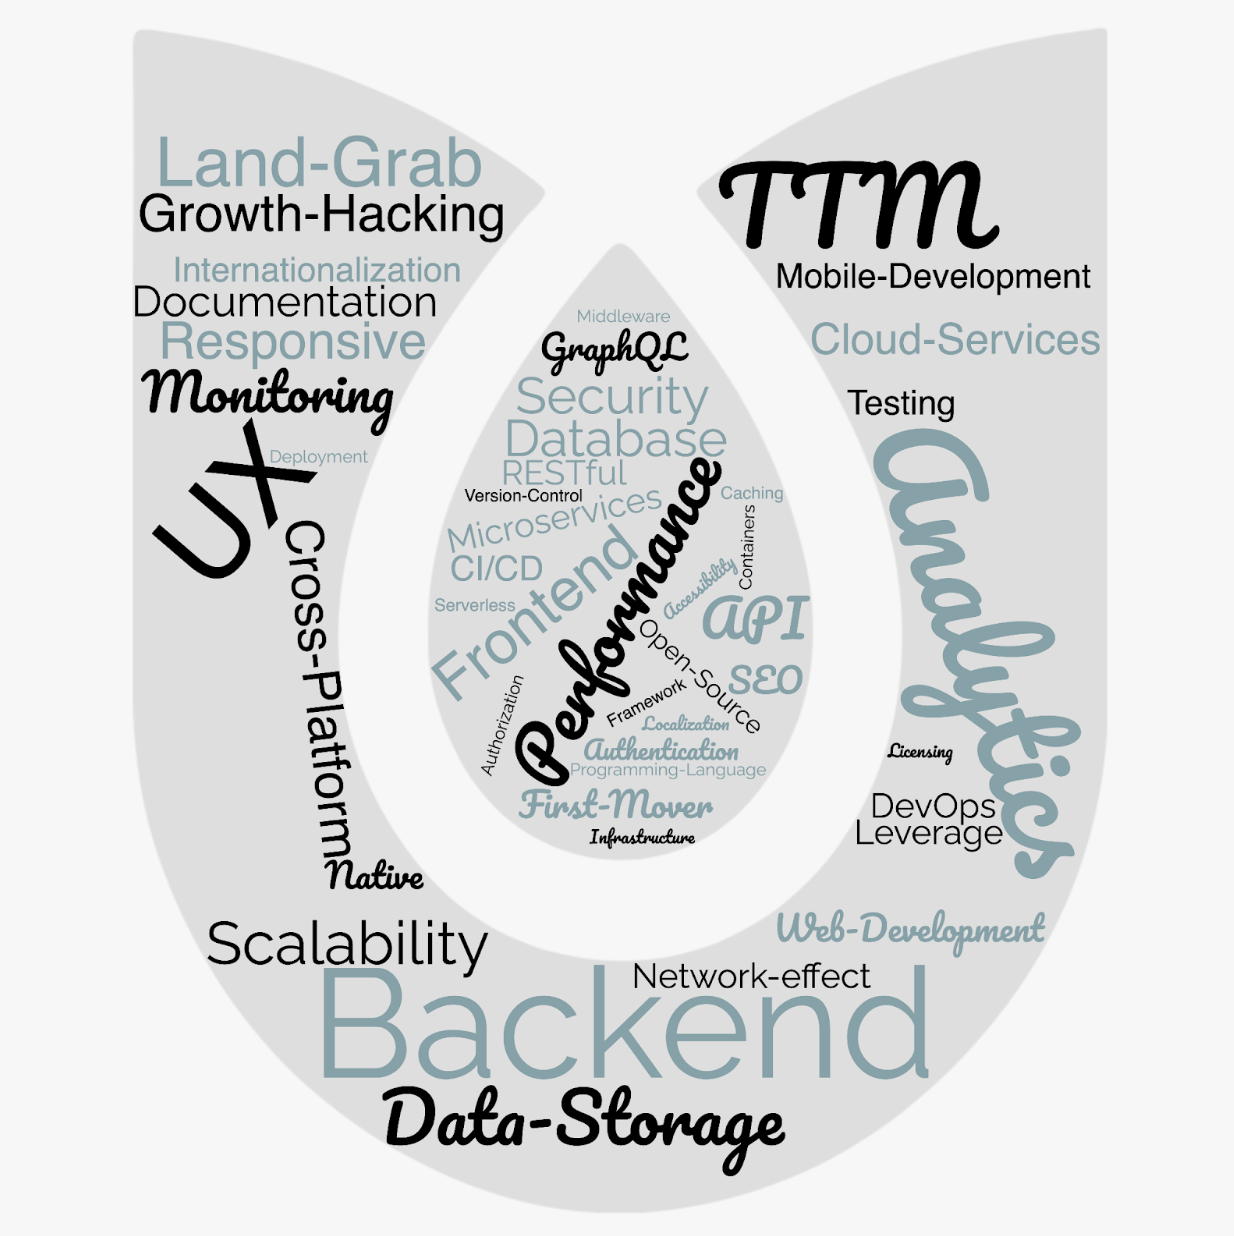 Land-Grab
Growth-Hacking
Internationalization
Documentation
Responsive
Monitoring
UX
Deployment
Cross-Platform
Native
Scalability
Backend
Network-effect
Data-Storage
TTM
Mobile-Development
Cloud-Services
Testing
Analytics
Licensing
DevOps
Leverage
Web-Development
Middleware
GraphQL
Security
Database
RESTful
Version-Control
Microservices
CI/CD
Serverless
Frontend
Performance
Caching
Containers
Accessibility
API
Open-Source
SEO
Framework
Authorization
Localization
Authentication
Programming-Language
First-Mover
Infrastructure